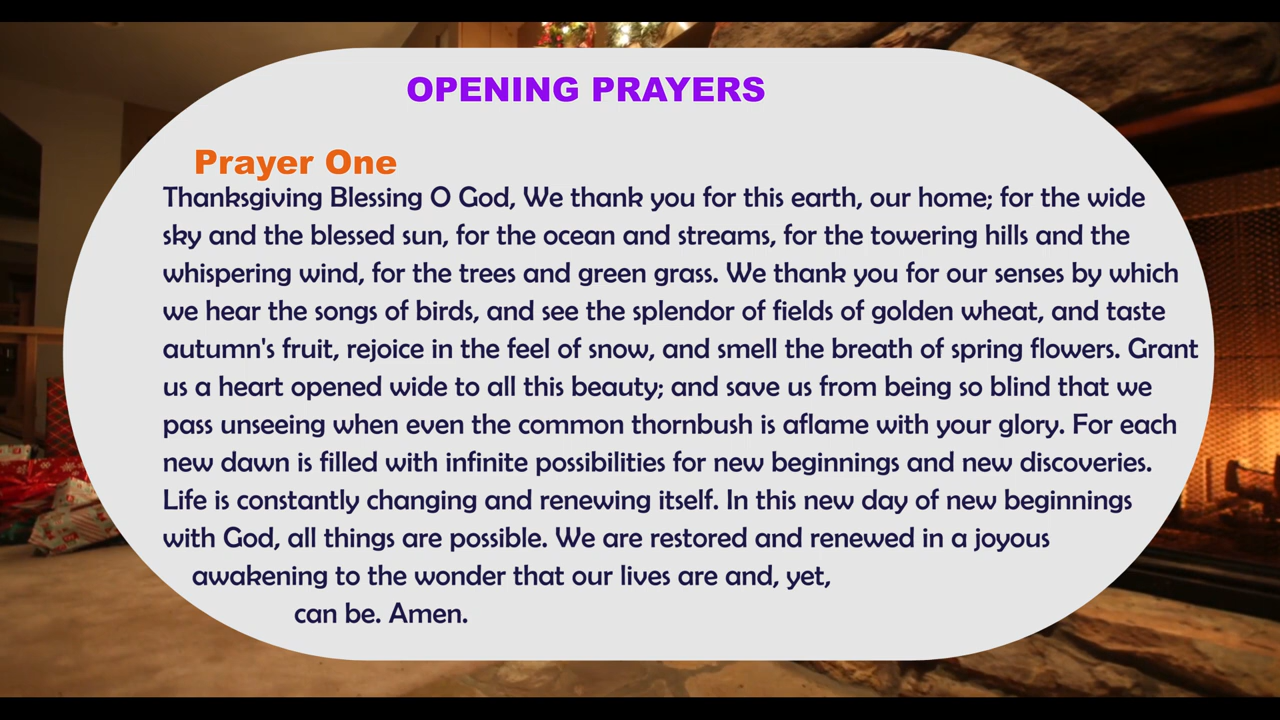 OPENING PRAYERS
Prayer One
Thanksgiving Blessing O God, We thank you for this earth, our home; for the wide
sky and the blessed sun, for the ocean and streams, for the towering hills and the
whispering wind, for the trees and green grass. We thank you for our senses by which
we hear the songs of birds, and see the splendor of fields of golden wheat, and taste
autumn's fruit, rejoice in the feel of snow, and smell the breath of spring flowers. Grant
us a heart opened wide to all this beauty; and save us from being so blind that we
pass unseeing when even the common thornbush is aflame with your glory. For each
new dawn is filled with infinite possibilities for new beginnings and new discoveries.
Life is constantly changing and renewing itself. In this new day of new beginnings
with God, all things are possible. We are restored and renewed in a joyous
awakening to the wonder that our lives are and, yet,
can be. Amen.